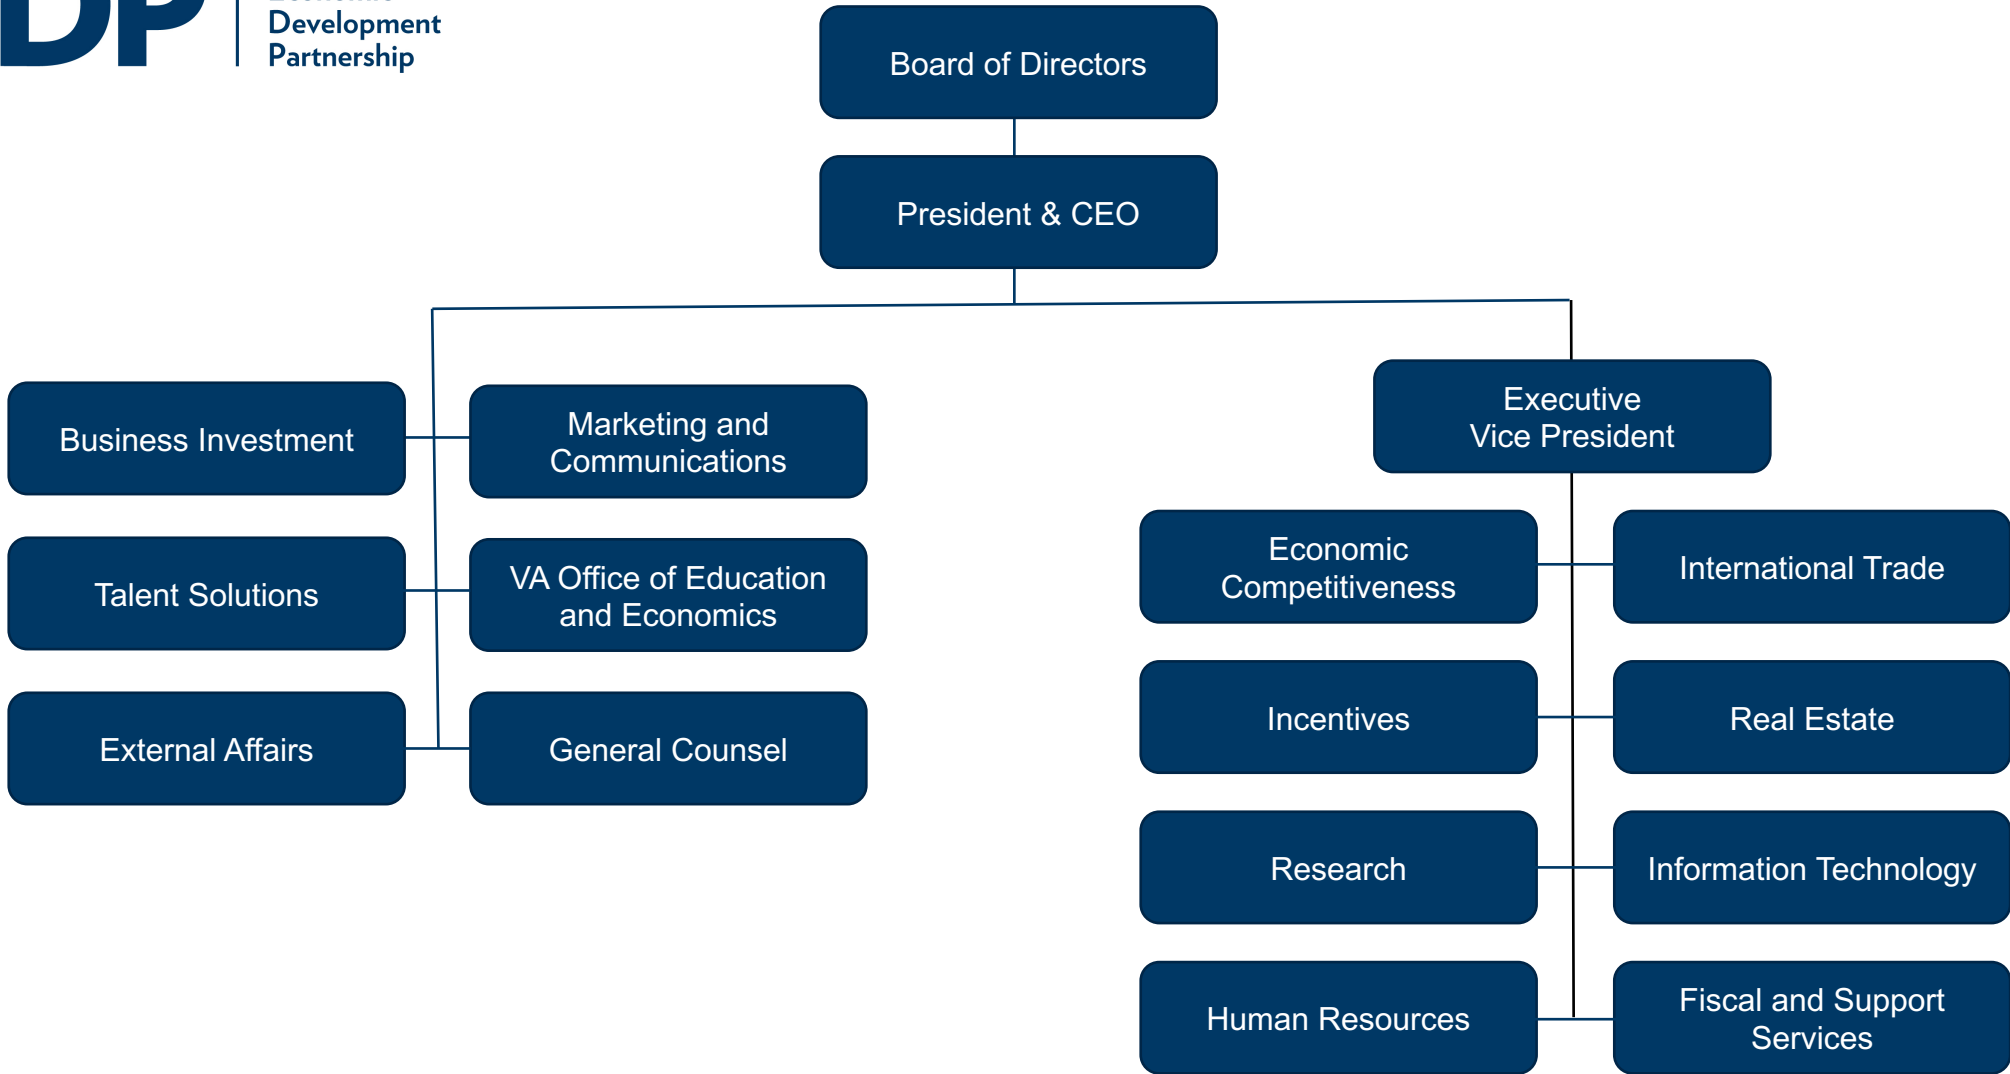 DP
Development
Partnership
Board of Directors
President & CEO
Executive
Vice President
Business Investment
Marketing and
Communications
Talent Solutions
VA Office of Education
and Economics
External Affairs
General Counsel
Economic
Competitiveness
International Trade
Incentives
Real Estate
Research
Information Technology
Human Resources
Fiscal and Support
Services